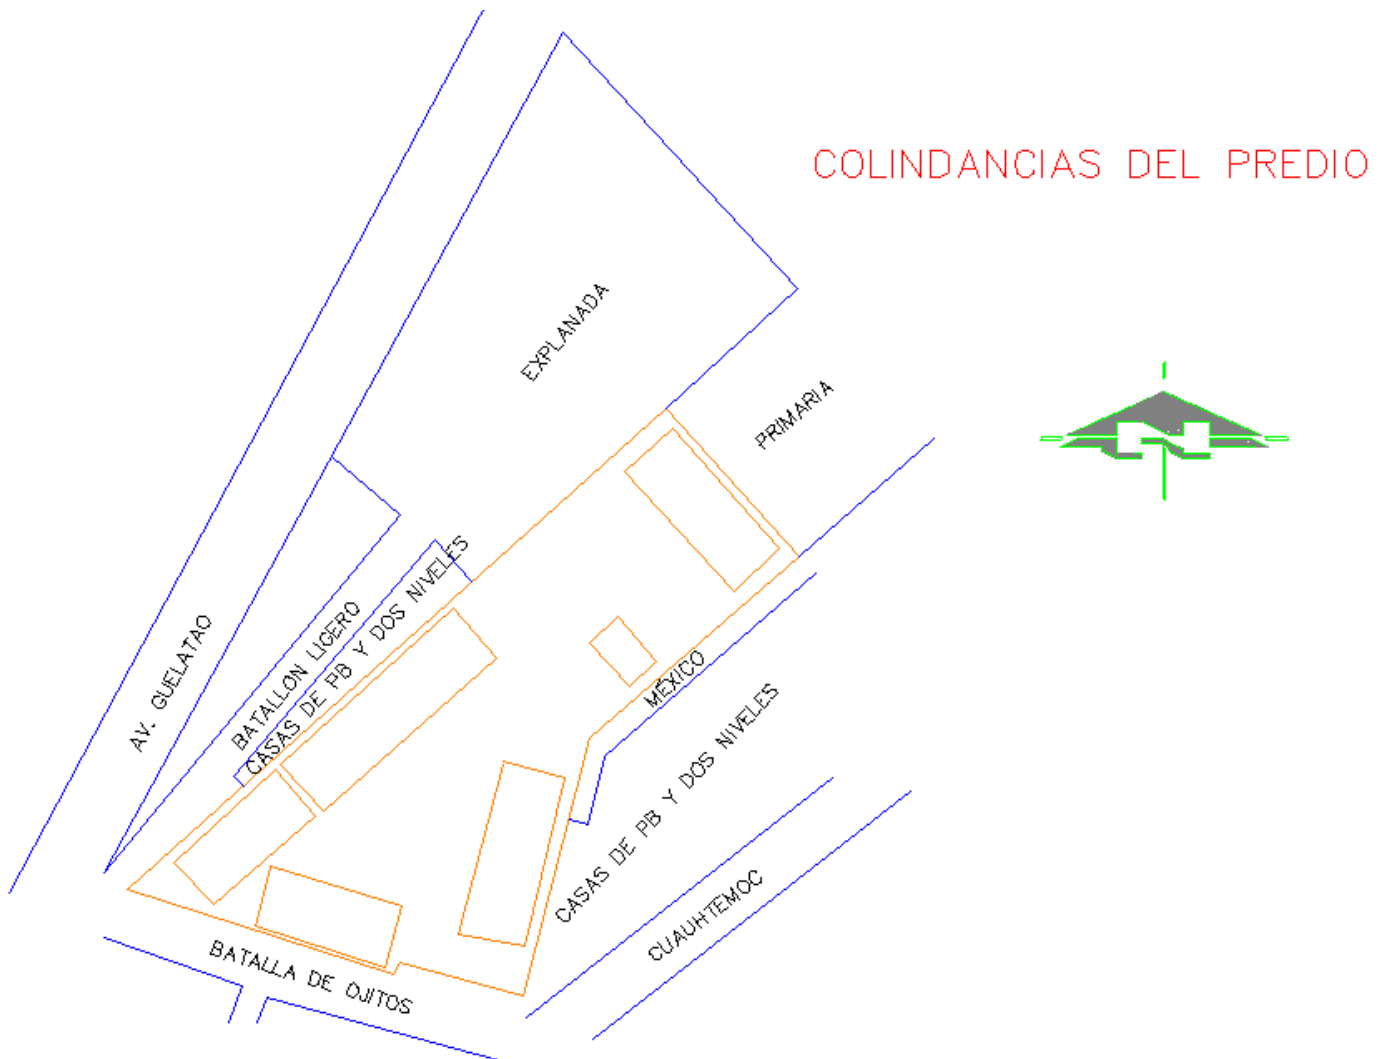 COLINDANCIAS DEL PREDIO
EXPLANADA
PRIMARIA
AV. GUELATAO
BATALLON LIGERO
CASAS DE PB Y DOS NIVELES
MÉXICO
CASAS DE PB Y DOS NIVELES
CUAUHTEMOC
BATALLA DE OJITOS